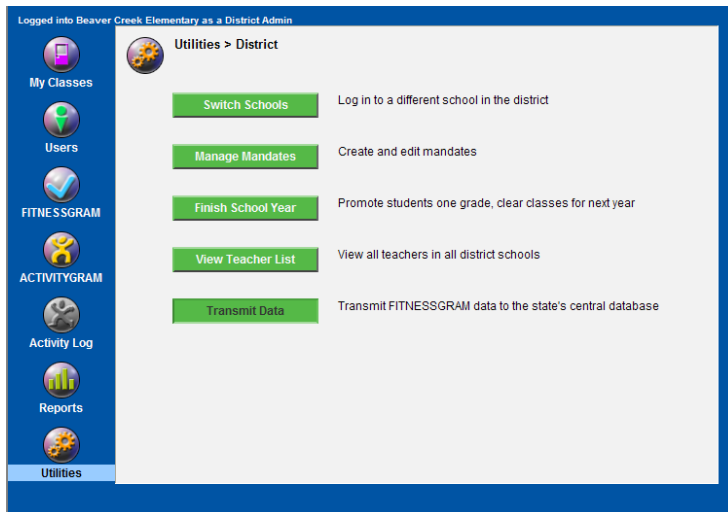 Logged into Beaver Creek Elementary as a District Admin
My Classes
Users
FITNESSGRAM
ACTIVITYGRAM
Activity Log
Reports
Utilities
Utilities > District
Switch Schools
Log in to a different school in the district
Manage Mandates
Create and edit mandates
Finish School Year
Promote students one grade, clear classes for next year
View Teacher List
View all teachers in all district schools
Transmit Data
Transmit FITNESSGRAM data to the state's central database